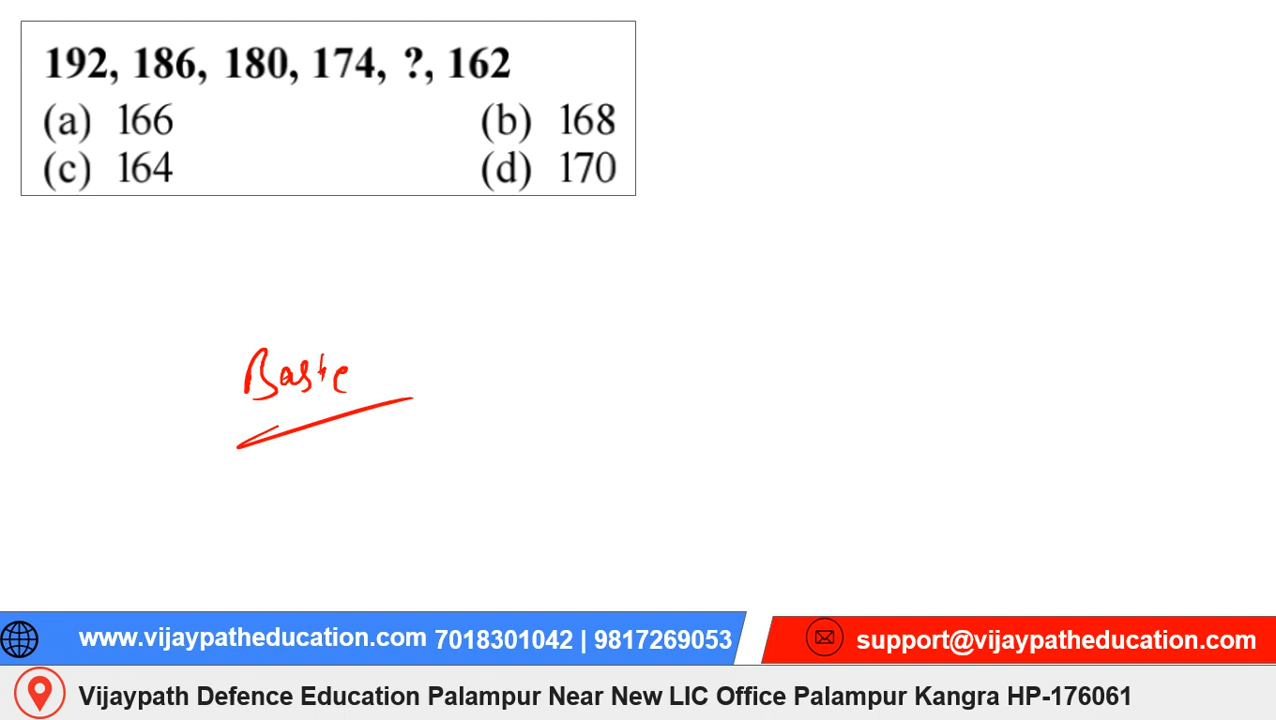 192, 186, 180, 174, ?, 162
(a) 166 (b) 168
(c) 164 (d) 170
www.vijaypatheducation.com 7018301042 | 9817269053 support@vijaypatheducation.com
Vijaypath Defence Education Palampur Near New LIC Office Palampur Kangra HP-176061